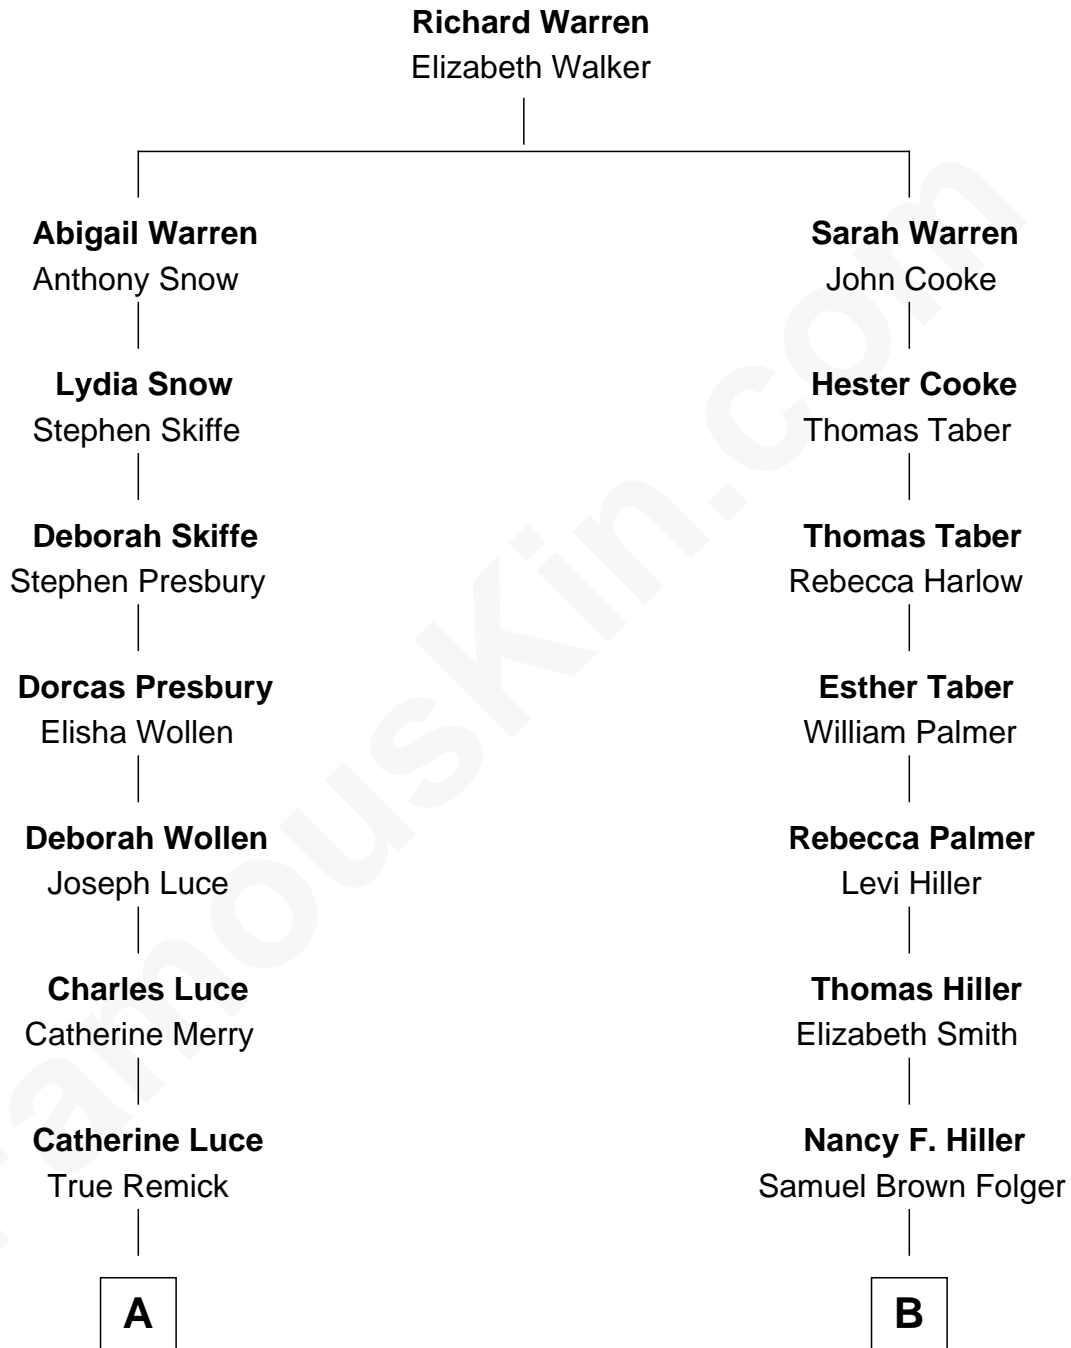 Richard Warren
Elizabeth Walker
Abigail Warren
Anthony Snow
Sarah Warren
John Cooke
Lydia Snow
Stephen Skiffe
Hester Cooke
Thomas Taber
Deborah Skiffe
Stephen Presbury
Thomas Taber
Rebecca Harlow
Dorcas Presbury
Elisha Wollen
Esther Taber
William Palmer
Deborah Wollen
Joseph Luce
Rebecca Palmer
Levi Hiller
Charles Luce
Catherine Merry
Thomas Hiller
Elizabeth Smith
Catherine Luce
True Remick
Nancy F. Hiller
Samuel Brown Folger
A
B
FamousKin.com